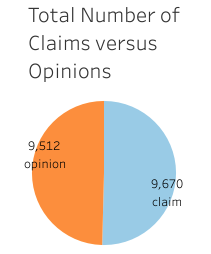 Total Number of
Claims versus
Opinions
9,512
opinion
9,670
claim